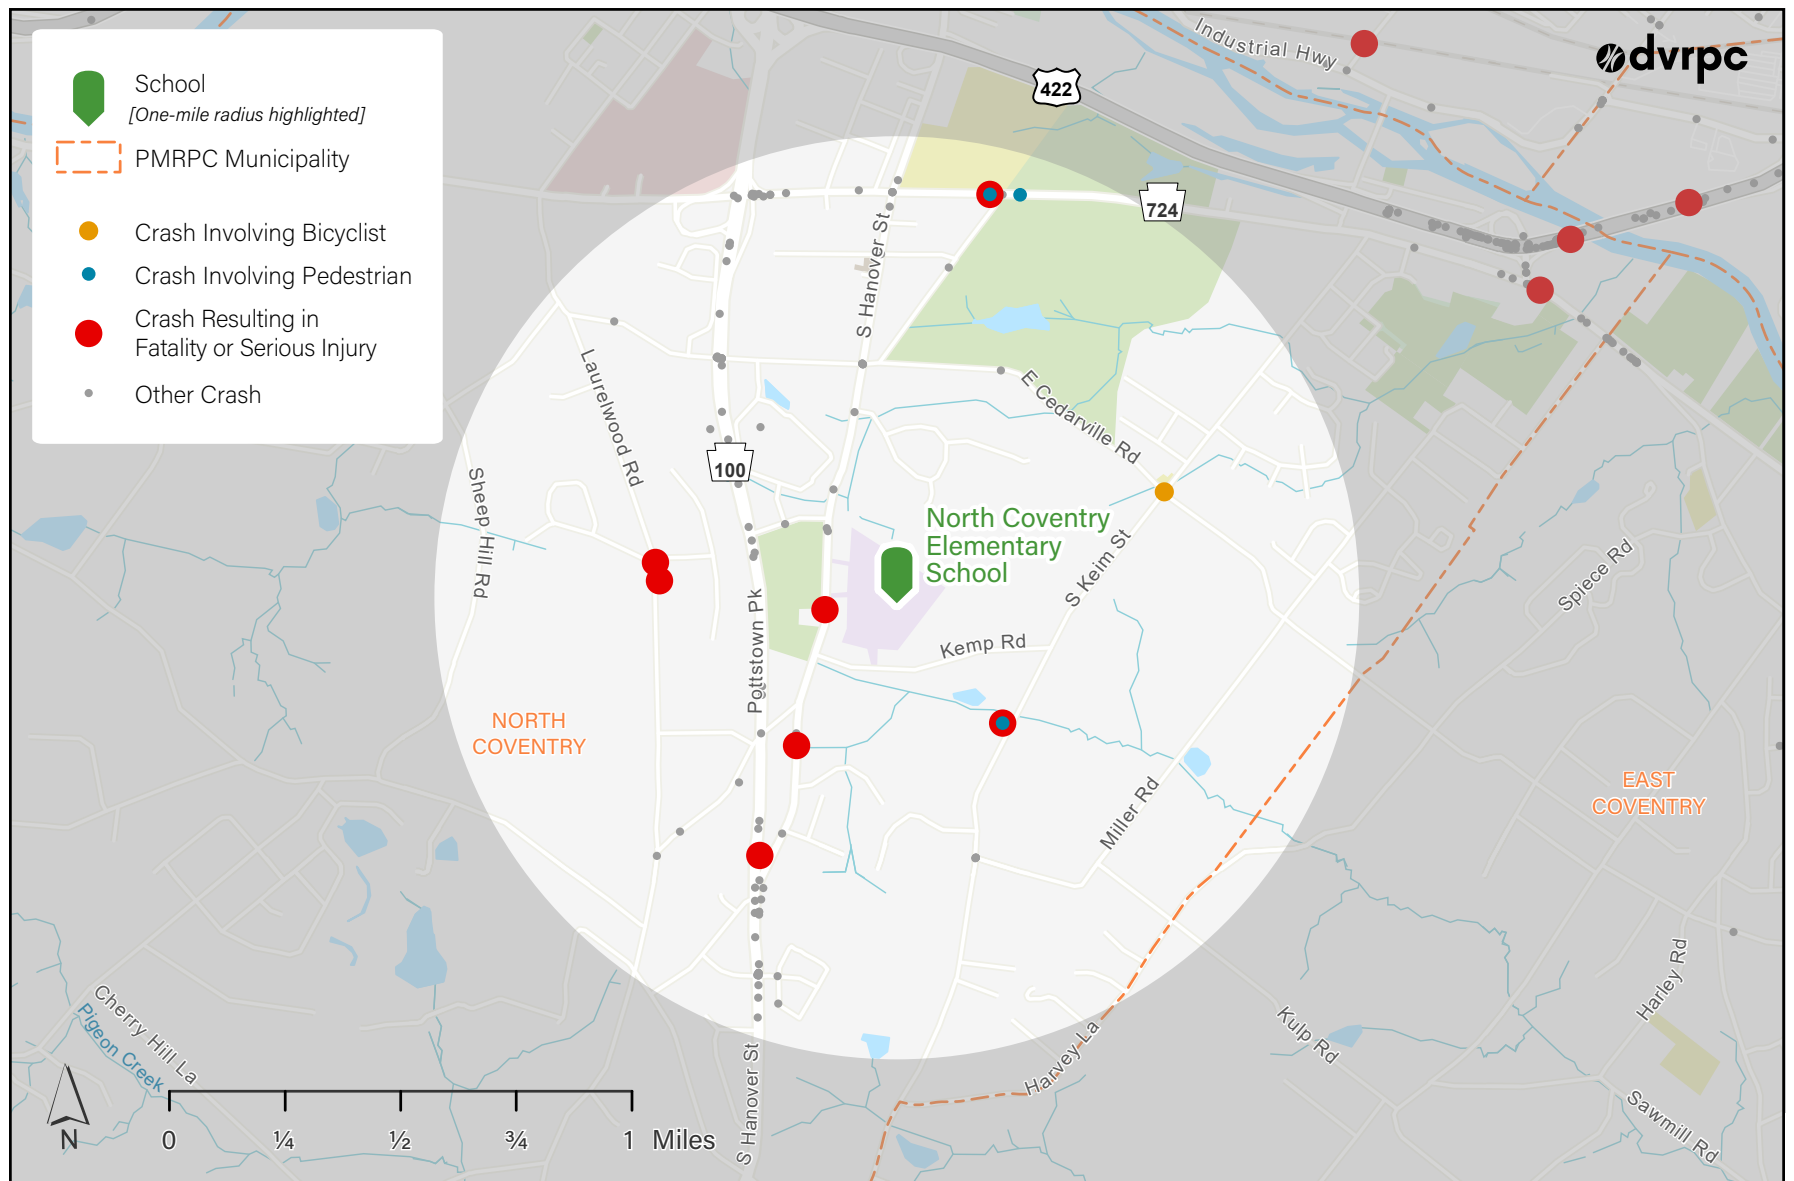 School
[One-mile radius highlighted]
PMRPC Municipality
Crash Involving Bicyclist
Crash Involving Pedestrian
Crash Resulting in
Fatality or Serious Injury
Other Crash
Industrial Hwy
dvrpc
422
724
S Hanover St
Laurelwood Rd
E Cedarville Rd
100
Sheep Hill Rd
North Coventry
Elementary
School
S Keim St
Spiece Rd
Pottstown Pk
Kemp Rd
NORTH
COVENTRY
EAST
COVENTRY
Miller Rd
Harley Rd
Cherry Hill La
Pigeon Creek
Kulp Rd
Harvey La
S Hanover St
Sawmill Rd
N
0 ¼ ½ ¾ 1 Miles